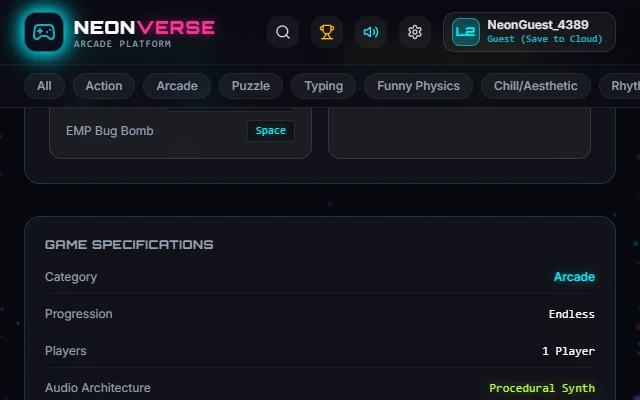 NEONVERSE
ARCADE PLATFORM
L2
NeonGuest_4389
Guest (Save to Cloud)
All
Action
Arcade
Puzzle
Typing
Funny Physics
Chill/Aesthetic
EMP Bug Bomb
Space
GAME SPECIFICATIONS
Category
Arcade
Progression
Endless
Players
1 Player
Audio Architecture
Procedural Synth